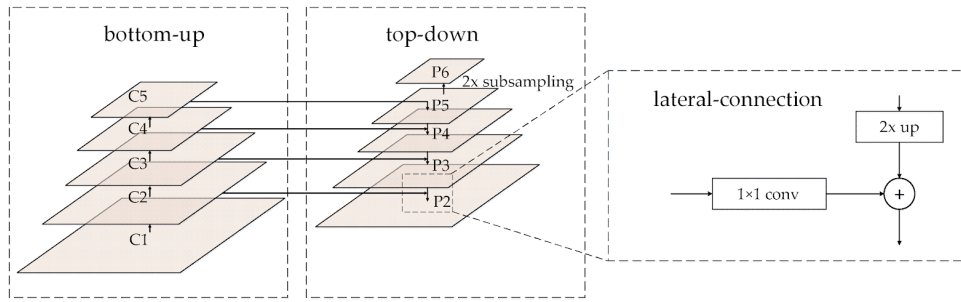 bottom-up
top-down
lateral-connection
P6
2x subsampling
C5
P5
C4
P4
C3
P3
C2
P2
C1
2x up
1×1 conv
+